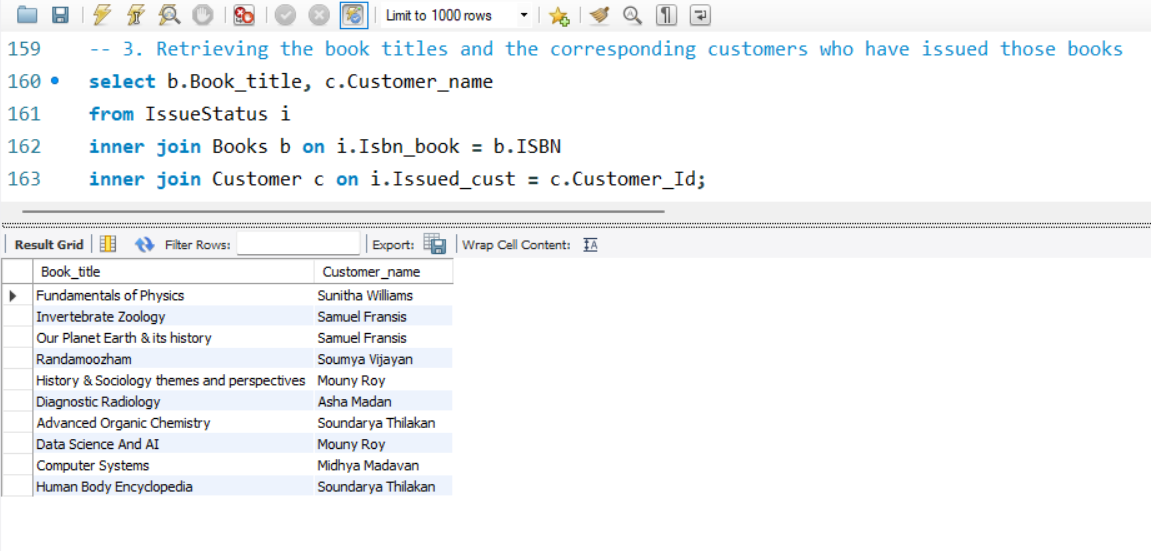 Limit to 1000 rows
159 -- 3. Retrieving the book titles and the corresponding customers who have issued those books
160 select b.Book_title, c.Customer_name
161 from IssueStatus i
162 inner join Books b on i.Isbn_book = b.ISBN
163 inner join Customer c on i.Issued_cust = c.Customer_Id;
Result Grid Filter Rows: Export: Wrap Cell Content: IA
Book_title Customer_name
Fundamentals of Physics Sunitha Williams
Invertebrate Zoology Samuel Fransis
Our Planet Earth & its history Samuel Fransis
Randamoozham Soumya Vijayan
History & Sociology themes and perspectives Mouny Roy
Diagnostic Radiology Asha Madan
Advanced Organic Chemistry Soundarya Thilakan
Data Science And AI Mouny Roy
Computer Systems Midhya Madavan
Human Body Encyclopedia Soundarya Thilakan